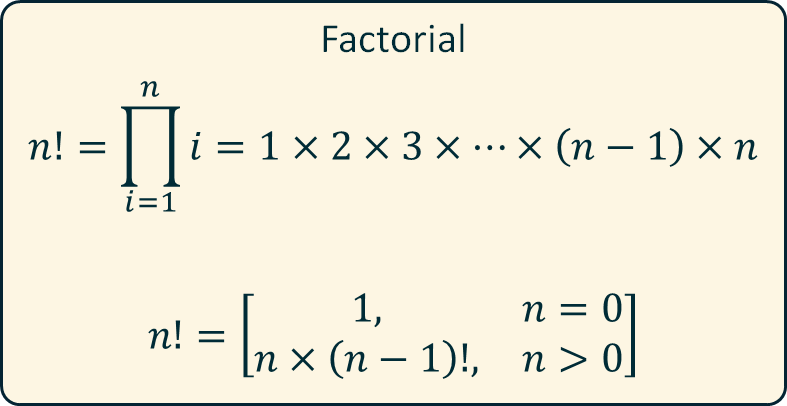 Factorial
n! = ∏_{i=1}^{n} i = 1 × 2 × 3 × ⋯ × (n − 1) × n
n! = [1, n = 0
n × (n − 1)!, n > 0]